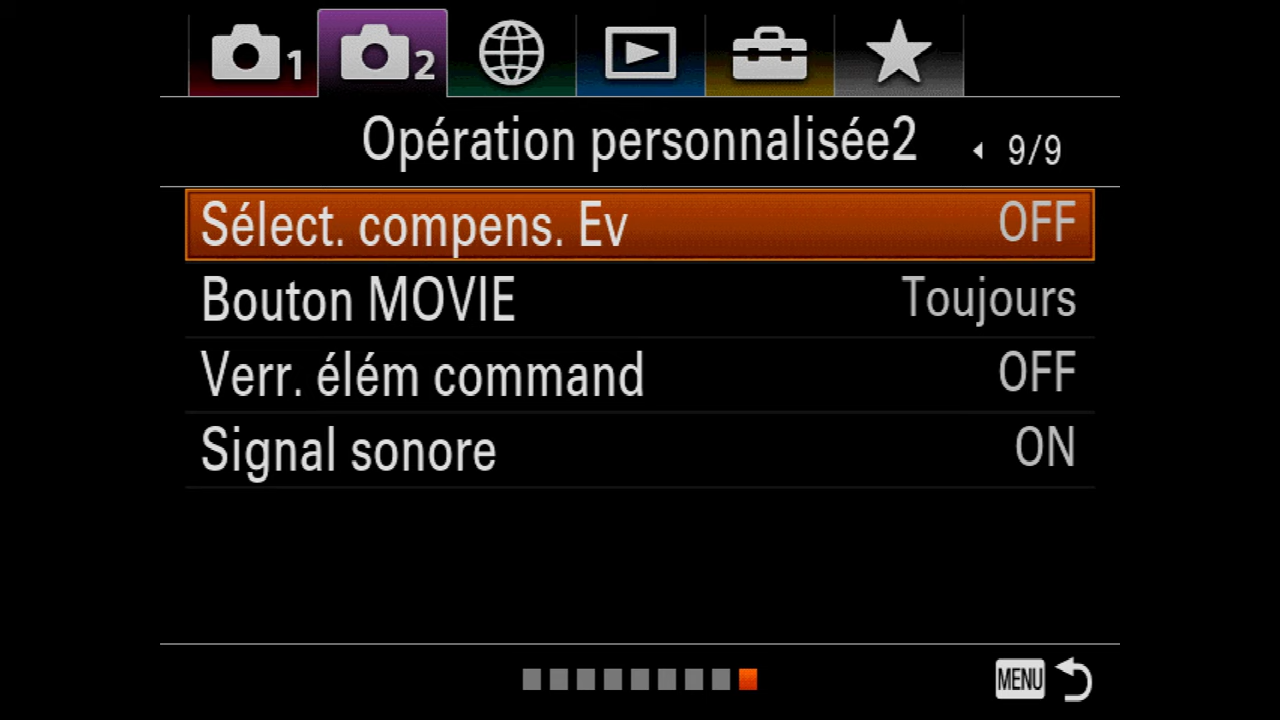 1 2
Opération personnalisée2 9/9
Sélect. compens. Ev OFF
Bouton MOVIE Toujours
Verr. élém command OFF
Signal sonore ON
MENU